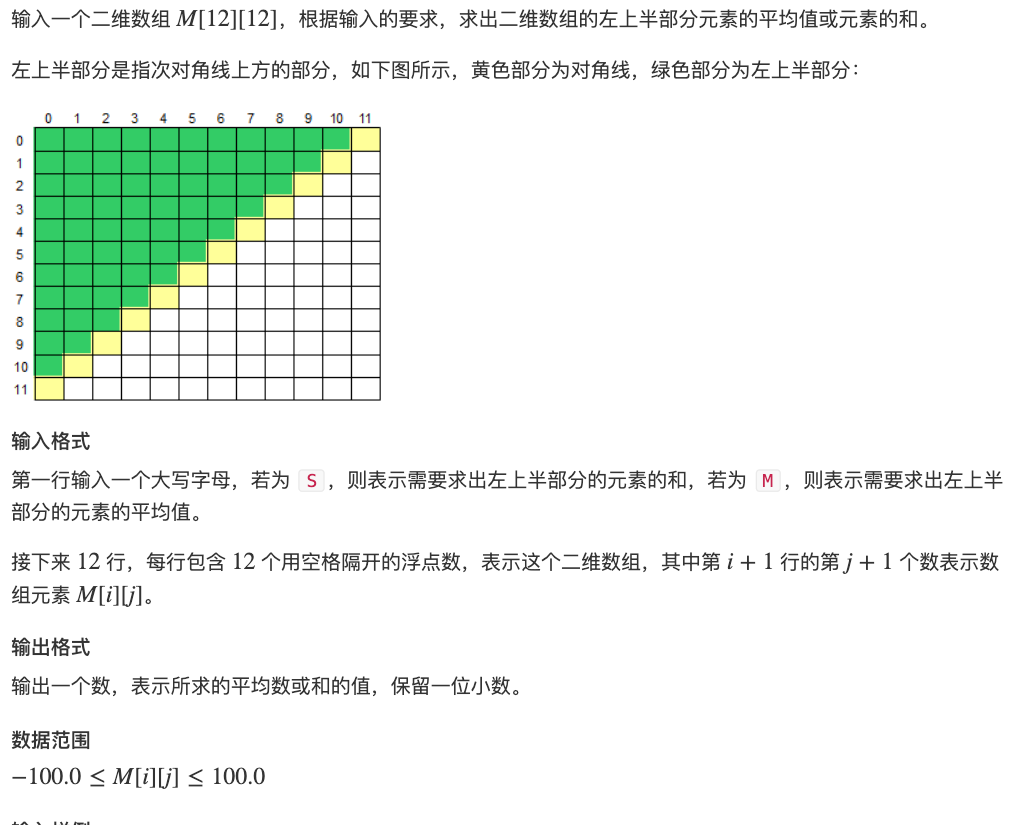 输入一个二维数组 M[12][12]，根据输入的要求，求出二维数组的左上半部分元素的平均值或元素的和。
左上半部分是指次对角线上方的部分，如下图所示，黄色部分为对角线，绿色部分为左上半部分：
0 1 2 3 4 5 6 7 8 9 10 11
0
1
2
3
4
5
6
7
8
9
10
11
输入格式
第一行输入一个大写字母，若为 S ，则表示需要求出左上半部分的元素的和，若为 M ，则表示需要求出左上半
部分的元素的平均值。
接下来 12 行，每行包含 12 个用空格隔开的浮点数，表示这个二维数组，其中第 i + 1 行的第 j + 1 个数表示数
组元素 M[i][j]。
输出格式
输出一个数，表示所求的平均数或和的值，保留一位小数。
数据范围
−100.0 ≤ M[i][j] ≤ 100.0